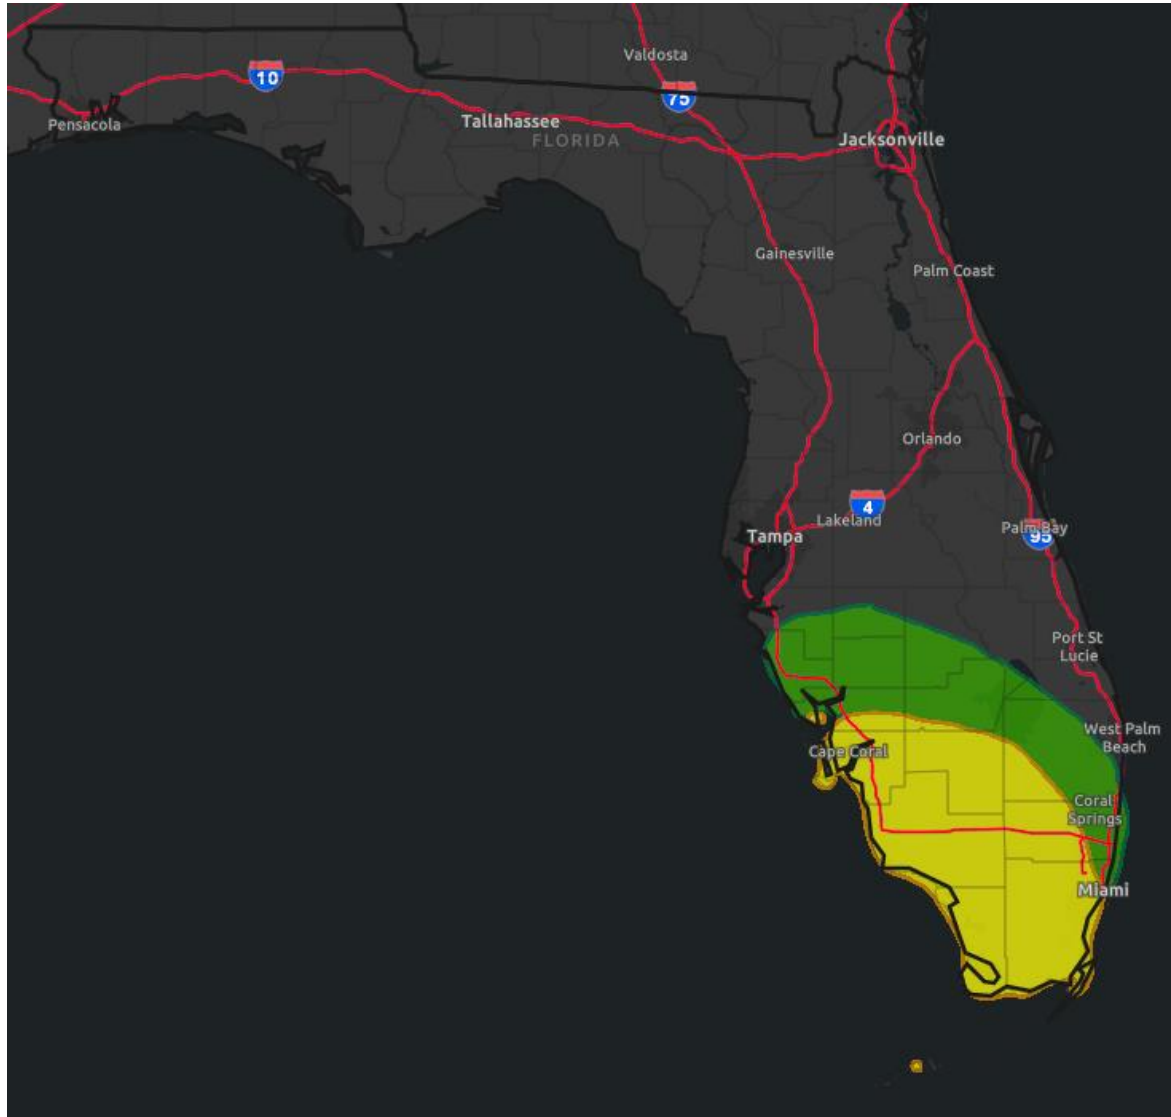 Valdosta
10
75
Pensacola
Tallahassee
FLORIDA
Jacksonville
Gainesville
Palm Coast
Orlando
4
Lakeland
Palm Bay
95
Tampa
Port St
Lucie
West Palm
Beach
Cape Coral
Coral
Springs
Miami